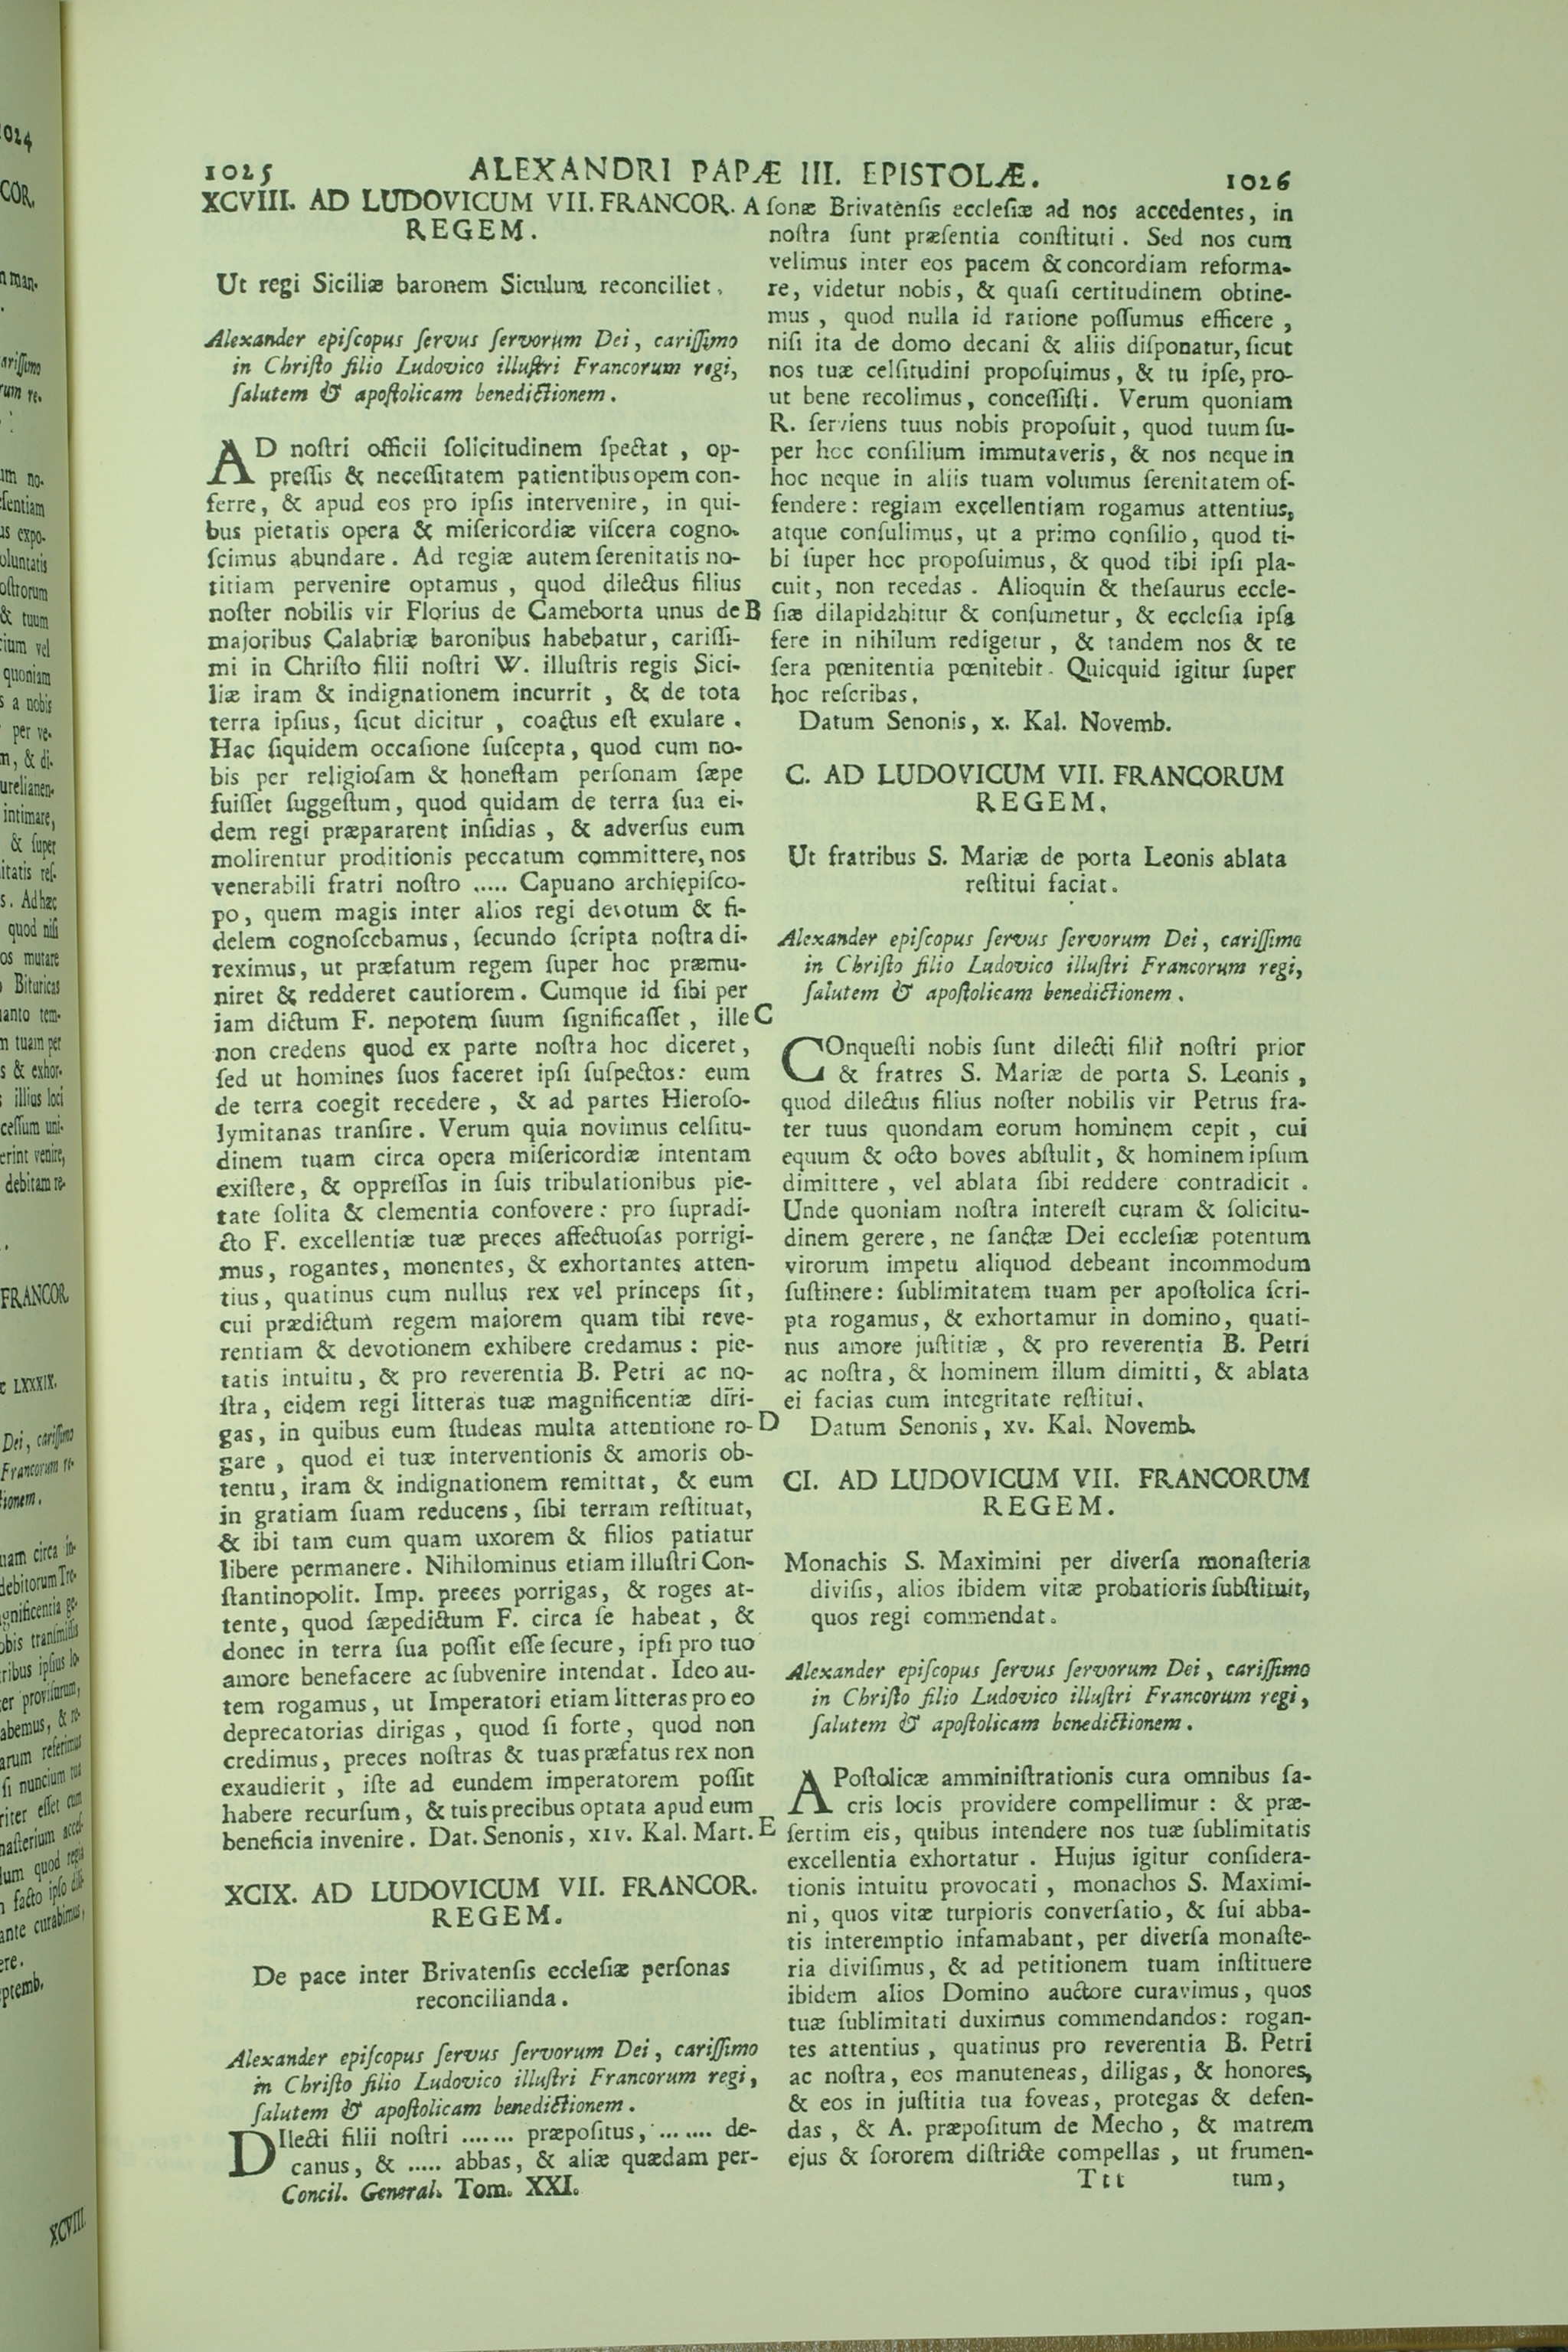 1025
ALEXANDRI PAPÆ III. EPISTOLÆ.
1026
XCVIII. AD LUDOVICUM VII. FRANCOR.
REGEM.
Ut regi Siciliæ baronem Siculum reconciliet.
Alexander epiſcopus ſervus ſervorum Dei, cariſſimo
in Chriſto filio Ludovico illuſtri Francorum regi,
ſalutem & apoſtolicam benedictionem.
AD noſtri officii ſolicitudinem ſpectat, op-
preſſis & neceſſitatem patientibus opem con-
ferre, & apud eos pro ipſis intervenire, in qui-
bus pietatis opera & miſericordiæ viſcera cogno-
ſcimus abundare. Ad regiæ autem ſerenitatis no-
titiam pervenire optamus, quod dilectus filius
noſter nobilis vir Florius de Cameborta unus de B
majoribus Calabriæ baronibus habebatur, cariſſi-
mi in Chriſto filii noſtri W. illuſtris regis Sici-
liæ iram & indignationem incurrit, & de tota
terra ipſius, ſicut dicitur, coactus eſt exulare.
Hac ſiquidem occaſione ſuſcepta, quod cum no-
bis per religioſam & honeſtam perſonam ſæpe
fuiſſet ſuggeſtum, quod quidam de terra ſua ei-
dem regi præpararent inſidias, & adverſus eum
molirentur proditionis peccatum committere, nos
venerabili fratri noſtro ..... Capuano archiepiſco-
po, quem magis inter alios regi devotum & fi-
delem cognoſcebamus, ſecundo ſcripta noſtra di-
reximus, ut præfatum regem ſuper hoc præmu-
niret & redderet cautiorem. Cumque id ſibi per
iam dictum F. nepotem ſuum ſignificaſſet, ille C
non credens quod ex parte noſtra hoc diceret,
ſed ut homines ſuos faceret ipſi ſuſpectos: eum
de terra coegit recedere, & ad partes Hieroſo-
lymitanas tranſire. Verum quia novimus celſitu-
dinem tuam circa opera miſericordiæ intentam
exiſtere, & oppreſſos in ſuis tribulationibus pie-
tate ſolita & clementia confovere: pro ſupradi-
cto F. excellentiæ tuæ preces affectuoſas porrigi-
mus, rogantes, monentes, & exhortantes atten-
tius, quatinus cum nullus rex vel princeps ſit,
cui prædictum regem maiorem quam tibi reve-
rentiam & devotionem exhibere credamus: pie-
tatis intuitu, & pro reverentia B. Petri ac no-
ſtra, eidem regi litteras tuæ magnificentiæ diri-
gas, in quibus eum ſtudeas multa attentione ro- D
gare, quod ei tuæ interventionis & amoris ob-
tentu, iram & indignationem remittat, & eum
in gratiam ſuam reducens, ſibi terram reſtituat,
& ibi tam eum quam uxorem & filios patiatur
libere permanere. Nihilominus etiam illuſtri Con-
ſtantinopolit. Imp. preces porrigas, & roges at-
tente, quod ſæpedictum F. circa ſe habeat, &
donec in terra ſua poſſit eſſe ſecure, ipſi pro tuo
amore benefacere ac ſubvenire intendat. Ideo au-
tem rogamus, ut Imperatori etiam litteras pro eo
deprecatorias dirigas, quod ſi forte, quod non
credimus, preces noſtras & tuas præfatus rex non
exaudierit, iſte ad eundem imperatorem poſſit
habere recurſum, & tuis precibus optata apud eum
beneficia invenire. Dat. Senonis, XIV. Kal. Mart. E
XCIX. AD LUDOVICUM VII. FRANCOR.
REGEM.
De pace inter Brivatenſis eccleſiæ perſonas
reconcilianda.
Alexander epiſcopus ſervus ſervorum Dei, cariſſimo
in Chriſto filio Ludovico illuſtri Francorum regi,
ſalutem & apoſtolicam benedictionem.
DIlecti filii noſtri ....... præpoſitus, ....... de-
canus, & ..... abbas, & aliæ quædam per-
Concil. General. Tom. XXI.
A ſonæ Brivatenſis eccleſiæ ad nos accedentes, in
noſtra ſunt præſentia conſtituti. Sed nos cum
velimus inter eos pacem & concordiam reforma-
re, videtur nobis, & quaſi certitudinem obtine-
mus, quod nulla id ratione poſſumus efficere,
niſi ita de domo decani & aliis diſponatur, ſicut
nos tuæ celſitudini propoſuimus, & tu ipſe, pro-
ut bene recolimus, conceſſiſti. Verum quoniam
R. ſerviens tuus nobis propoſuit, quod tuum ſu-
per hoc conſilium immutaveris, & nos neque in
hoc neque in aliis tuam volumus ſerenitatem of-
fendere: regiam excellentiam rogamus attentius,
atque conſulimus, ut a primo conſilio, quod ti-
bi ſuper hoc propoſuimus, & quod tibi ipſi pla-
cuit, non recedas. Alioquin & theſaurus eccle-
ſiæ dilapidabitur & conſumetur, & eccleſia ipſa
fere in nihilum redigetur, & tandem nos & te
ſera pœnitentia pœnitebit. Quicquid igitur ſuper
hoc reſcribas.
Datum Senonis, x. Kal. Novemb.
C. AD LUDOVICUM VII. FRANCORUM
REGEM.
Ut fratribus S. Mariæ de porta Leonis ablata
reſtitui faciat.
Alexander epiſcopus ſervus ſervorum Dei, cariſſimo
in Chriſto filio Ludovico illuſtri Francorum regi,
ſalutem & apoſtolicam benedictionem.
COnqueſti nobis ſunt dilecti filii noſtri prior
& fratres S. Mariæ de porta S. Leonis,
quod dilectus filius noſter nobilis vir Petrus fra-
ter tuus quondam eorum hominem cepit, cui
equum & octo boves abſtulit, & hominem ipſum
dimittere, vel ablata ſibi reddere contradicit.
Unde quoniam noſtra intereſt curam & ſolicitu-
dinem gerere, ne ſanctæ Dei eccleſiæ potentum
virorum impetu aliquod debeant incommodum
ſuſtinere: ſublimitatem tuam per apoſtolica ſcri-
pta rogamus, & exhortamur in domino, quati-
nus amore juſtitiæ, & pro reverentia B. Petri
ac noſtra, & hominem illum dimitti, & ablata
ei facias cum integritate reſtitui.
Datum Senonis, xv. Kal. Novemb.
CI. AD LUDOVICUM VII. FRANCORUM
REGEM.
Monachis S. Maximini per diverſa monaſteria
diviſis, alios ibidem vitæ probatioris ſubſtituit,
quos regi commendat.
Alexander epiſcopus ſervus ſervorum Dei, cariſſimo
in Chriſto filio Ludovico illuſtri Francorum regi,
ſalutem & apoſtolicam benedictionem.
APoſtolicæ amminiſtrationis cura omnibus ſa-
cris locis providere compellimur: & præ-
ſertim eis, quibus intendere nos tuæ ſublimitatis
excellentia exhortatur. Hujus igitur conſidera-
tionis intuitu provocati, monachos S. Maximi-
ni, quos vitæ turpioris converſatio, & ſui abba-
tis interemptio infamabant, per diverſa monaſte-
ria diviſimus, & ad petitionem tuam inſtituere
ibidem alios Domino auctore curavimus, quos
tuæ ſublimitati duximus commendandos: rogan-
tes attentius, quatinus pro reverentia B. Petri
ac noſtra, eos manuteneas, diligas, & honores,
& eos in juſtitia tua foveas, protegas & defen-
das, & A. præpoſitum de Mecho, & matrem
ejus & ſororem diſtricte compellas, ut frumen-
Ttt tum,